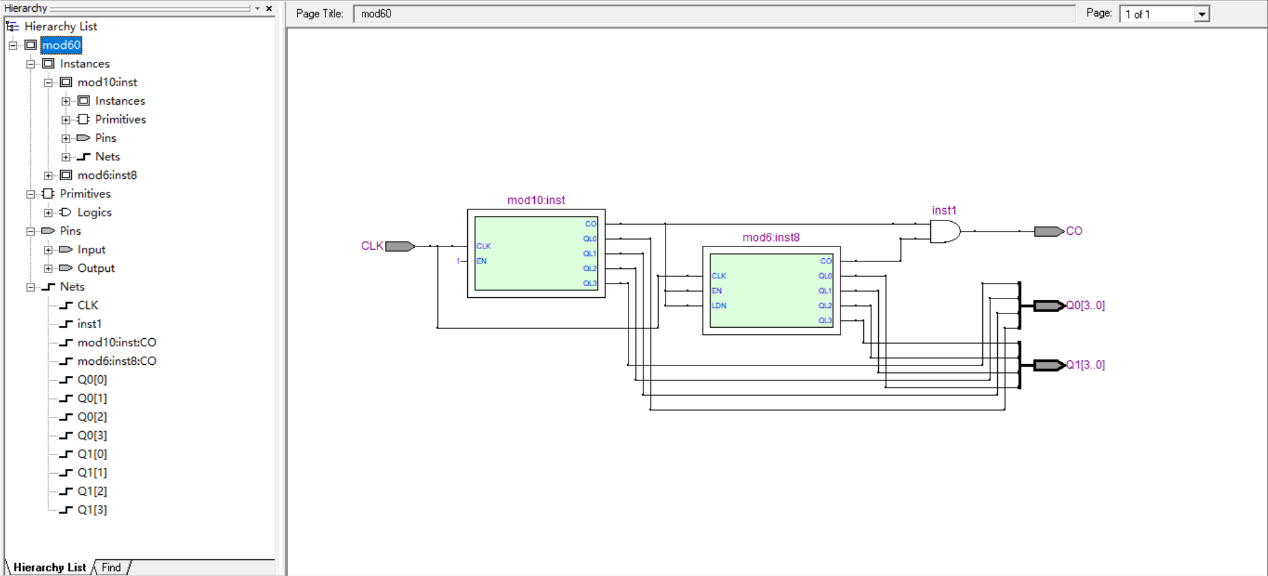 Hierarchy
Hierarchy List
mod60
Instances
mod10:inst
Instances
Primitives
Pins
Nets
mod6:inst8
Primitives
Logics
Pins
Input
Output
Nets
CLK
inst1
mod10:inst:CO
mod6:inst8:CO
Q0[0]
Q0[1]
Q0[2]
Q0[3]
Q1[0]
Q1[1]
Q1[2]
Q1[3]
Hierarchy List Find
Page Title: mod60 Page: 1 of 1
mod10:inst
CLK
CLK
1 EN
CO
QL0
QL1
QL2
QL3
mod6:inst8
CLK
EN
LDN
CO
QL0
QL1
QL2
QL3
inst1
CO
Q0[3..0]
Q1[3..0]